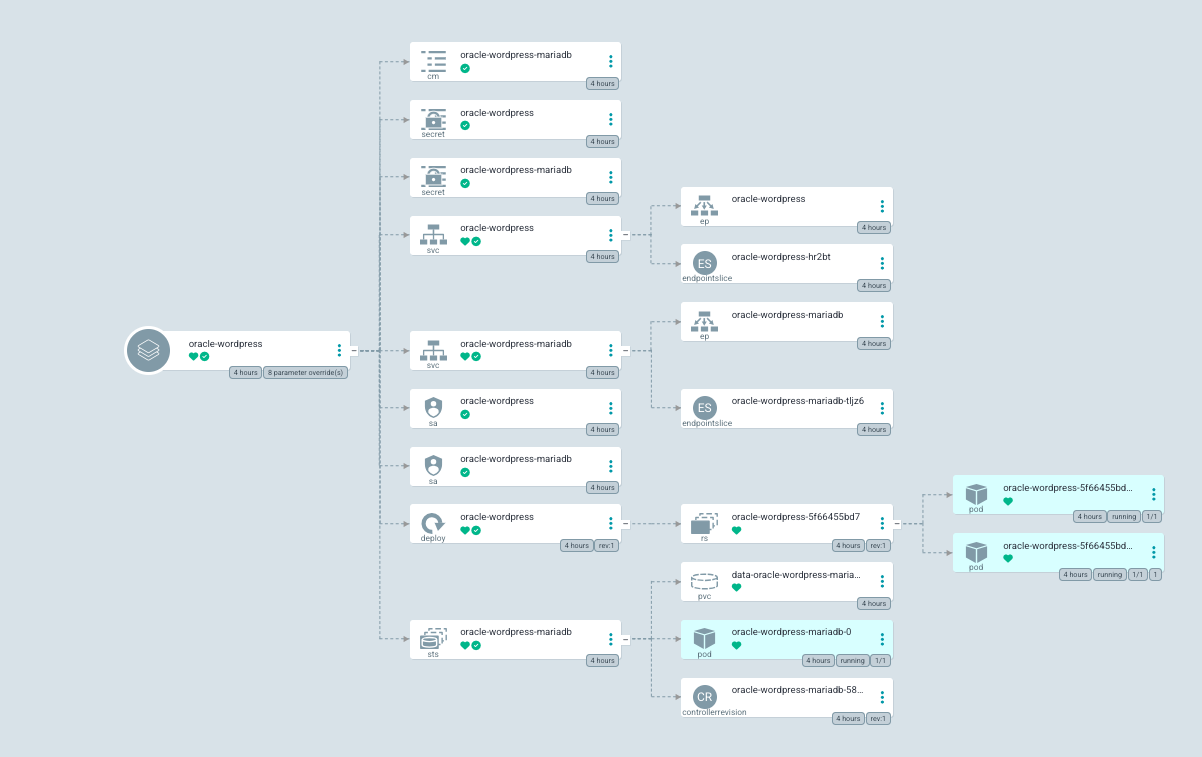 oracle-wordpress
4 hours
8 parameter override(s)
oracle-wordpress-mariadb
cm
4 hours
oracle-wordpress
secret
4 hours
oracle-wordpress-mariadb
secret
4 hours
oracle-wordpress
svc
4 hours
oracle-wordpress-mariadb
svc
4 hours
oracle-wordpress
sa
4 hours
oracle-wordpress-mariadb
sa
4 hours
oracle-wordpress
deploy
4 hours
rev:1
oracle-wordpress-mariadb
sts
4 hours
oracle-wordpress
ep
4 hours
ES
oracle-wordpress-hr2bt
endpointslice
4 hours
oracle-wordpress-mariadb
ep
4 hours
ES
oracle-wordpress-mariadb-tljz6
endpointslice
4 hours
oracle-wordpress-5f66455bd7
rs
4 hours
rev:1
data-oracle-wordpress-maria...
pvc
4 hours
oracle-wordpress-mariadb-0
pod
4 hours
running
1/1
CR
oracle-wordpress-mariadb-58...
controllerrevision
4 hours
rev:1
oracle-wordpress-5f66455bd...
pod
4 hours
running
1/1
oracle-wordpress-5f66455bd...
pod
4 hours
running
1/1
1